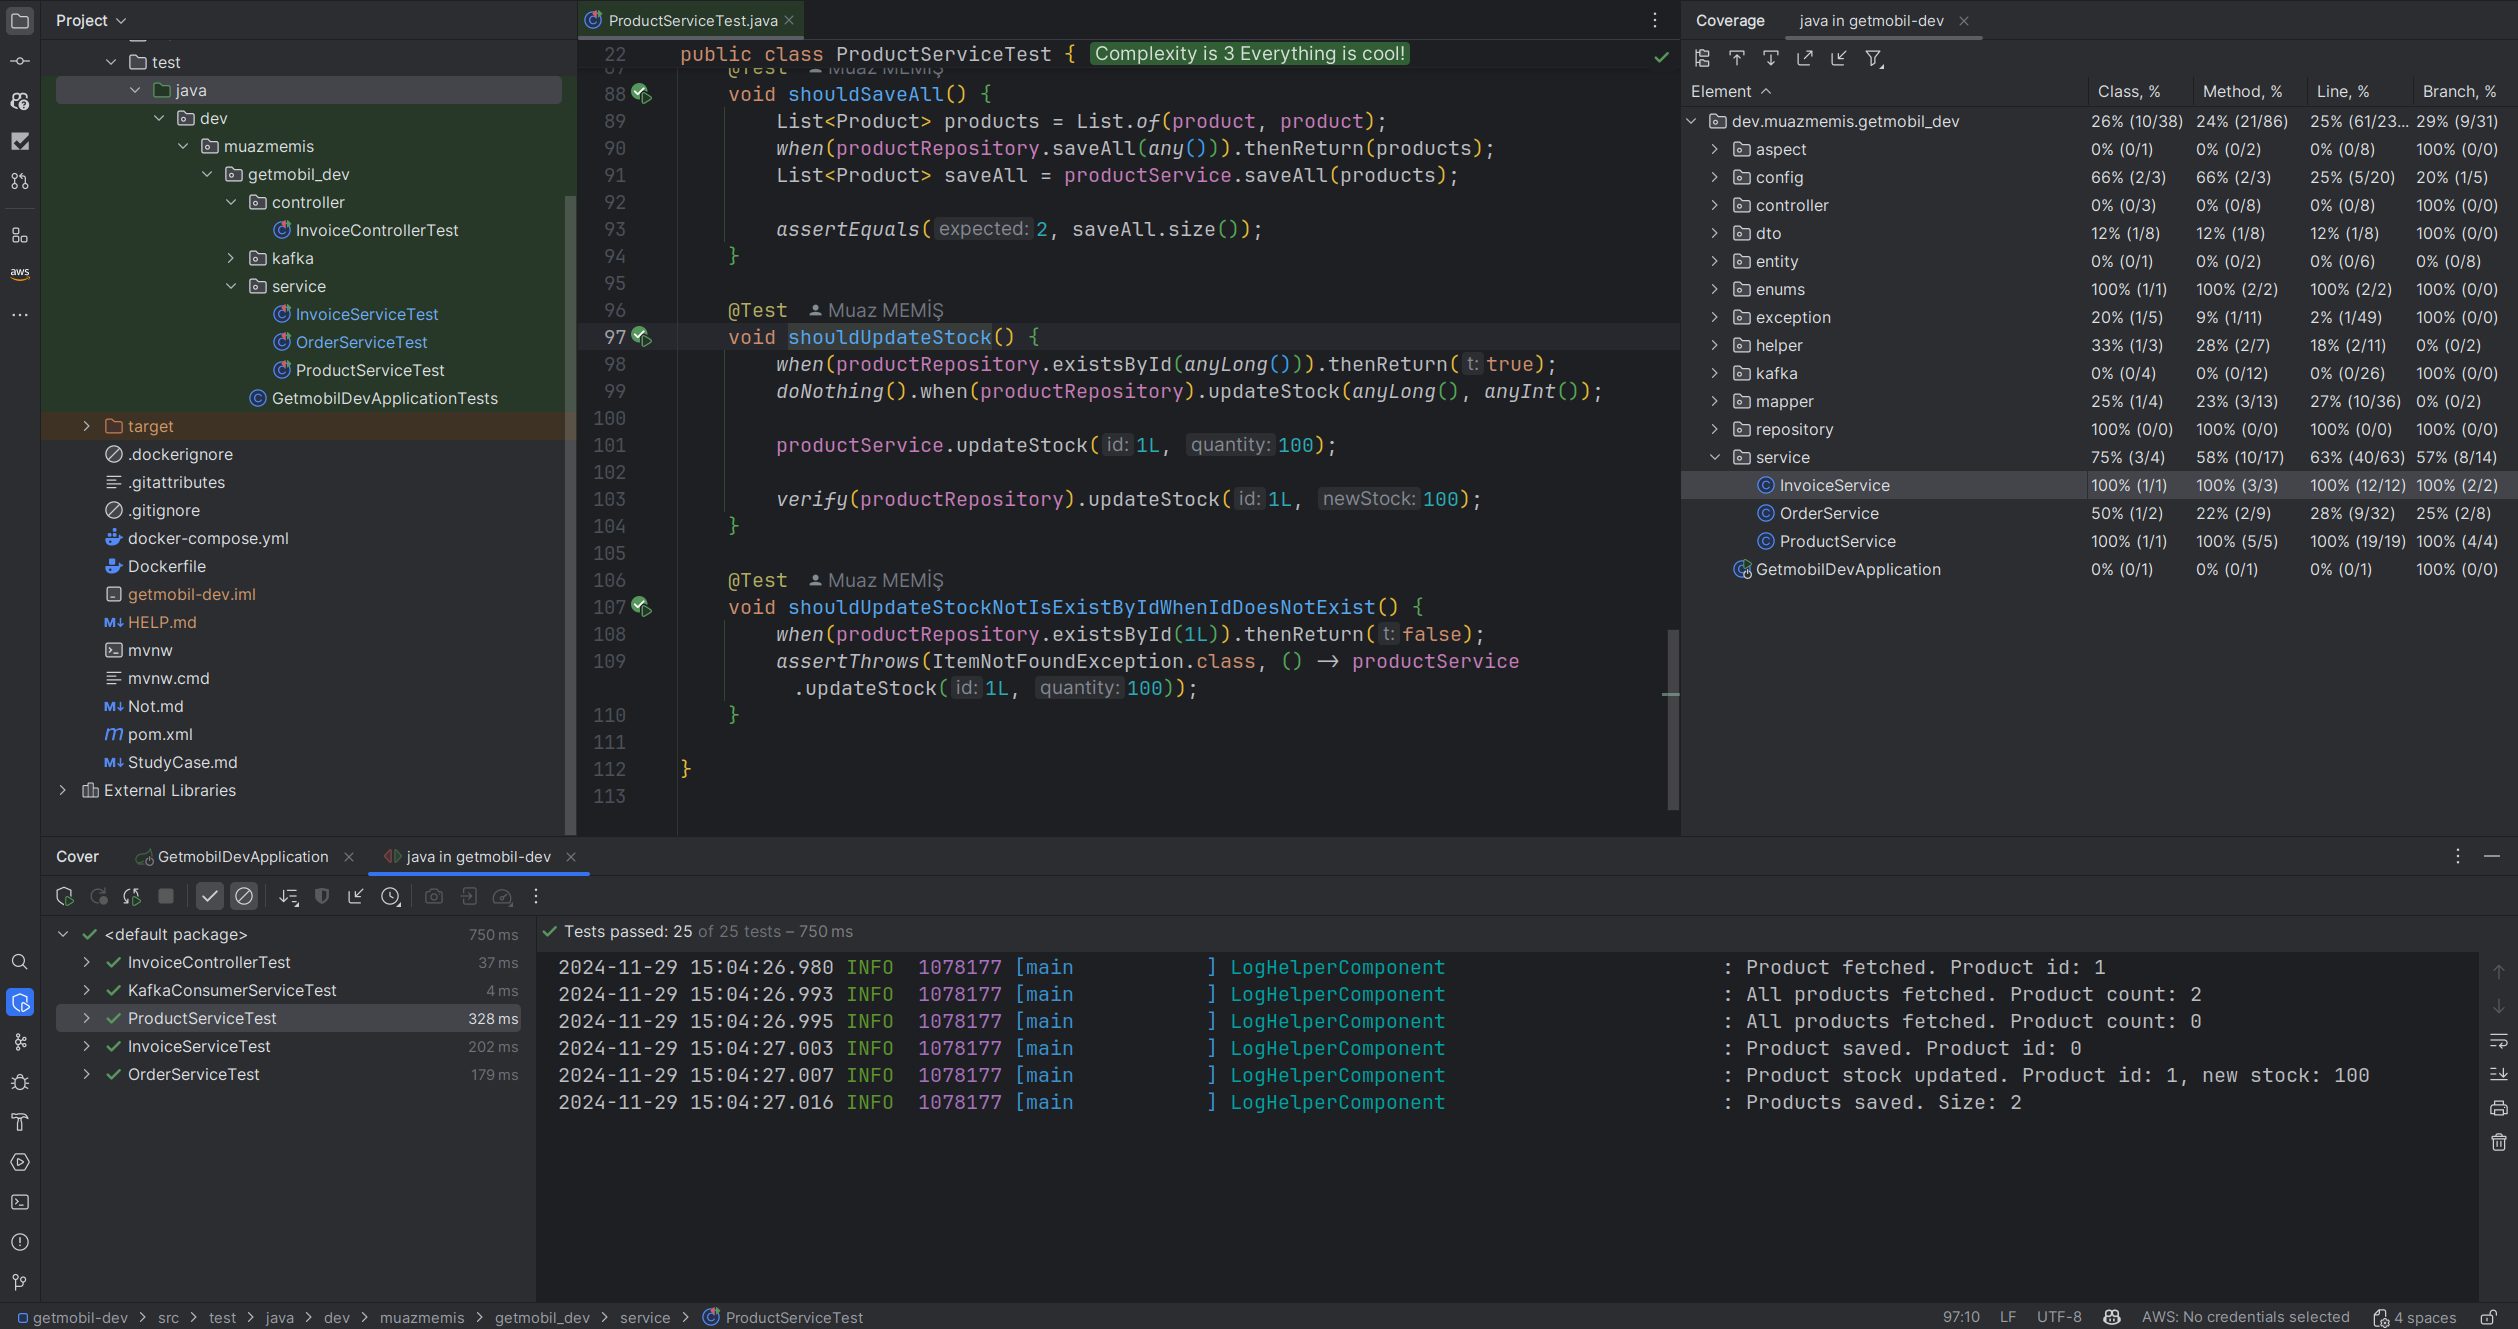 Project
test
java
dev
muazmemis
getmobil_dev
controller
InvoiceControllerTest
kafka
service
InvoiceServiceTest
OrderServiceTest
ProductServiceTest
GetmobilDevApplicationTests
target
.dockerignore
.gitattributes
.gitignore
docker-compose.yml
Dockerfile
getmobil-dev.iml
M↓ HELP.md
mvnw
mvnw.cmd
M↓ Not.md
m pom.xml
M↓ StudyCase.md
External Libraries
aws
ProductServiceTest.java
22 public class ProductServiceTest { Complexity is 3 Everything is cool!
87 @Test Muaz MEMİŞ
88 void shouldSaveAll() {
89 List<Product> products = List.of(product, product);
90 when(productRepository.saveAll(any())).thenReturn(products);
91 List<Product> saveAll = productService.saveAll(products);
92
93 assertEquals( expected: 2, saveAll.size());
94 }
95
96 @Test Muaz MEMİŞ
97 void shouldUpdateStock() {
98 when(productRepository.existsById(anyLong())).thenReturn( t: true);
99 doNothing().when(productRepository).updateStock(anyLong(), anyInt());
100
101 productService.updateStock( id: 1L, quantity: 100);
102
103 verify(productRepository).updateStock( id: 1L, newStock: 100);
104 }
105
106 @Test Muaz MEMİŞ
107 void shouldUpdateStockNotIsExistByIdWhenIdDoesNotExist() {
108 when(productRepository.existsById(1L)).thenReturn( t: false);
109 assertThrows(ItemNotFoundException.class, () → productService
.updateStock( id: 1L, quantity: 100));
110 }
111
112 }
113
Coverage java in getmobil-dev
Element Class, % Method, % Line, % Branch, %
dev.muazmemis.getmobil_dev 26% (10/38) 24% (21/86) 25% (61/23... 29% (9/31)
aspect 0% (0/1) 0% (0/2) 0% (0/8) 100% (0/0)
config 66% (2/3) 66% (2/3) 25% (5/20) 20% (1/5)
controller 0% (0/3) 0% (0/8) 0% (0/8) 100% (0/0)
dto 12% (1/8) 12% (1/8) 12% (1/8) 100% (0/0)
entity 0% (0/1) 0% (0/2) 0% (0/6) 0% (0/8)
enums 100% (1/1) 100% (2/2) 100% (2/2) 100% (0/0)
exception 20% (1/5) 9% (1/11) 2% (1/49) 100% (0/0)
helper 33% (1/3) 28% (2/7) 18% (2/11) 0% (0/2)
kafka 0% (0/4) 0% (0/12) 0% (0/26) 100% (0/0)
mapper 25% (1/4) 23% (3/13) 27% (10/36) 0% (0/2)
repository 100% (0/0) 100% (0/0) 100% (0/0) 100% (0/0)
service 75% (3/4) 58% (10/17) 63% (40/63) 57% (8/14)
InvoiceService 100% (1/1) 100% (3/3) 100% (12/12) 100% (2/2)
OrderService 50% (1/2) 22% (2/9) 28% (9/32) 25% (2/8)
ProductService 100% (1/1) 100% (5/5) 100% (19/19) 100% (4/4)
GetmobilDevApplication 0% (0/1) 0% (0/1) 0% (0/1) 100% (0/0)
Cover GetmobilDevApplication java in getmobil-dev
<default package> 750 ms
InvoiceControllerTest 37 ms
KafkaConsumerServiceTest 4 ms
ProductServiceTest 328 ms
InvoiceServiceTest 202 ms
OrderServiceTest 179 ms
Tests passed: 25 of 25 tests – 750 ms
2024-11-29 15:04:26.980 INFO 1078177 [main ] LogHelperComponent : Product fetched. Product id: 1
2024-11-29 15:04:26.993 INFO 1078177 [main ] LogHelperComponent : All products fetched. Product count: 2
2024-11-29 15:04:26.995 INFO 1078177 [main ] LogHelperComponent : All products fetched. Product count: 0
2024-11-29 15:04:27.003 INFO 1078177 [main ] LogHelperComponent : Product saved. Product id: 0
2024-11-29 15:04:27.007 INFO 1078177 [main ] LogHelperComponent : Product stock updated. Product id: 1, new stock: 100
2024-11-29 15:04:27.016 INFO 1078177 [main ] LogHelperComponent : Products saved. Size: 2
getmobil-dev > src > test > java > dev > muazmemis > getmobil_dev > service > ProductServiceTest
97:10 LF UTF-8 AWS: No credentials selected 4 spaces